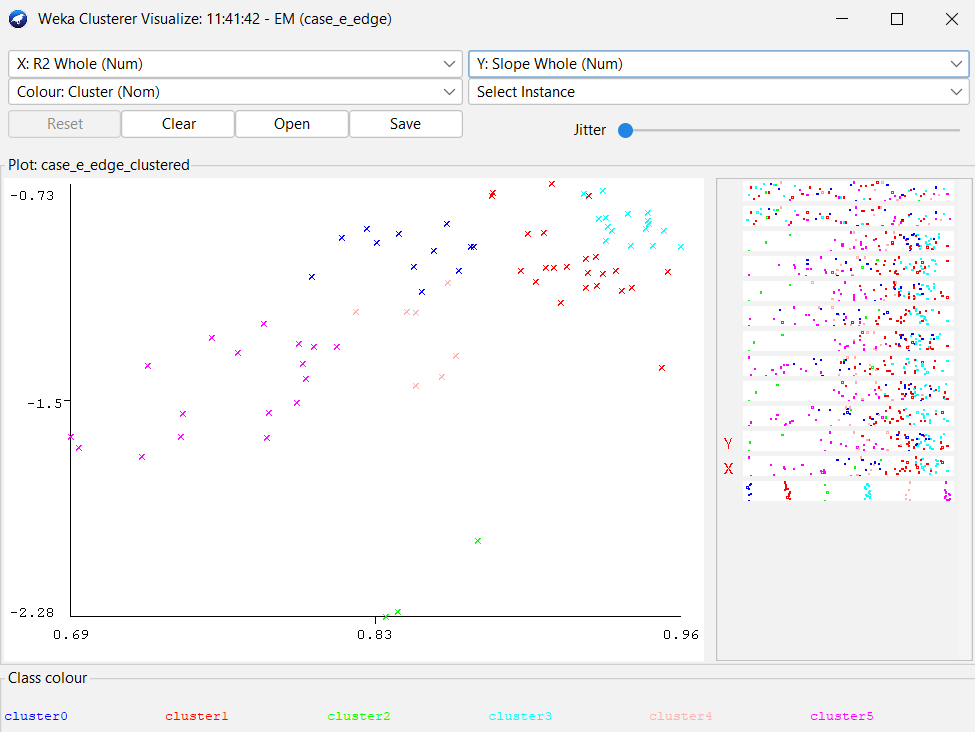 Weka Clusterer Visualize: 11:41:42 - EM (case_e_edge)
X: R2 Whole (Num)
Y: Slope Whole (Num)
Colour: Cluster (Nom)
Select Instance
Reset
Clear
Open
Save
Jitter
Plot: case_e_edge_clustered
-0.73
-1.5
-2.28
0.69
0.83
0.96
Y
X
Class colour
cluster0
cluster1
cluster2
cluster3
cluster4
cluster5